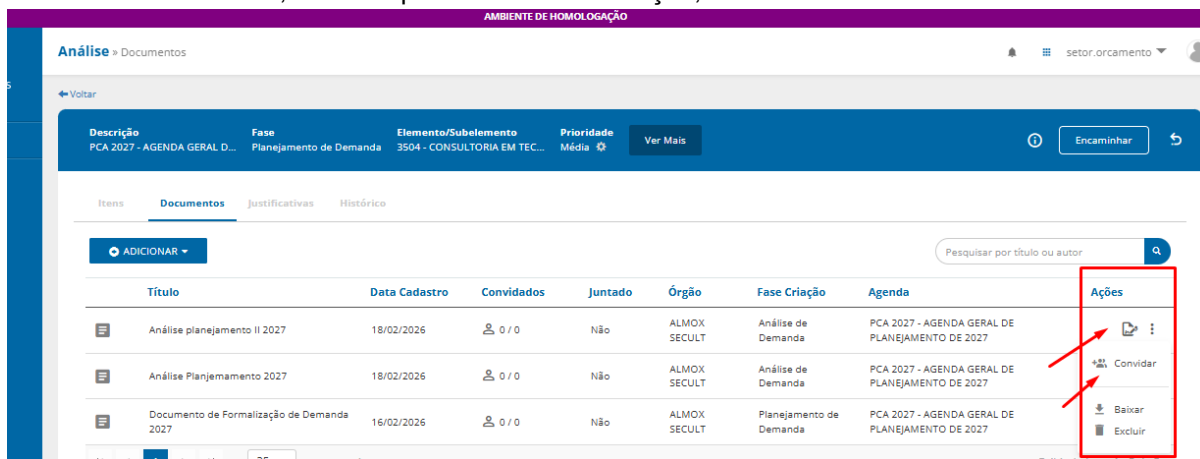 AMBIENTE DE HOMOLOGAÇÃO
Análise » Documentos
setor.orcamento
Voltar
Descrição Fase Elemento/Subelemento Prioridade
PCA 2027 - AGENDA GERAL D... Planejamento de Demanda 3504 - CONSULTORIA EM TEC... Média
Ver Mais
Encaminhar
Itens Documentos Justificativas Histórico
ADICIONAR
Pesquisar por título ou autor
Título Data Cadastro Convidados Juntado Órgão Fase Criação Agenda Ações
Análise planejamento II 2027 18/02/2026 0 / 0 Não ALMOX SECULT Análise de Demanda PCA 2027 - AGENDA GERAL DE PLANEJAMENTO DE 2027
Convidar
Análise Planjemamento 2027 18/02/2026 0 / 0 Não ALMOX SECULT Análise de Demanda PCA 2027 - AGENDA GERAL DE PLANEJAMENTO DE 2027
Baixar
Documento de Formalização de Demanda 2027 16/02/2026 0 / 0 Não ALMOX SECULT Planejamento de Demanda PCA 2027 - AGENDA GERAL DE PLANEJAMENTO DE 2027
Excluir